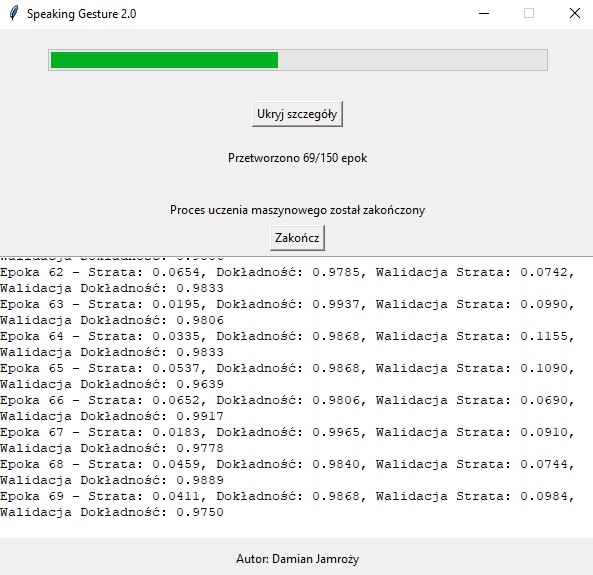 Speaking Gesture 2.0
Ukryj szczegóły
Przetworzono 69/150 epok
Proces uczenia maszynowego został zakończony
Zakończ
Epoka 62 - Strata: 0.0654, Dokładność: 0.9785, Walidacja Strata: 0.0742,
Walidacja Dokładność: 0.9833
Epoka 63 - Strata: 0.0195, Dokładność: 0.9937, Walidacja Strata: 0.0990,
Walidacja Dokładność: 0.9806
Epoka 64 - Strata: 0.0335, Dokładność: 0.9868, Walidacja Strata: 0.1155,
Walidacja Dokładność: 0.9833
Epoka 65 - Strata: 0.0537, Dokładność: 0.9868, Walidacja Strata: 0.1090,
Walidacja Dokładność: 0.9639
Epoka 66 - Strata: 0.0652, Dokładność: 0.9806, Walidacja Strata: 0.0690,
Walidacja Dokładność: 0.9917
Epoka 67 - Strata: 0.0183, Dokładność: 0.9965, Walidacja Strata: 0.0910,
Walidacja Dokładność: 0.9778
Epoka 68 - Strata: 0.0459, Dokładność: 0.9840, Walidacja Strata: 0.0744,
Walidacja Dokładność: 0.9889
Epoka 69 - Strata: 0.0411, Dokładność: 0.9868, Walidacja Strata: 0.0984,
Walidacja Dokładność: 0.9750
Autor: Damian Jamroży